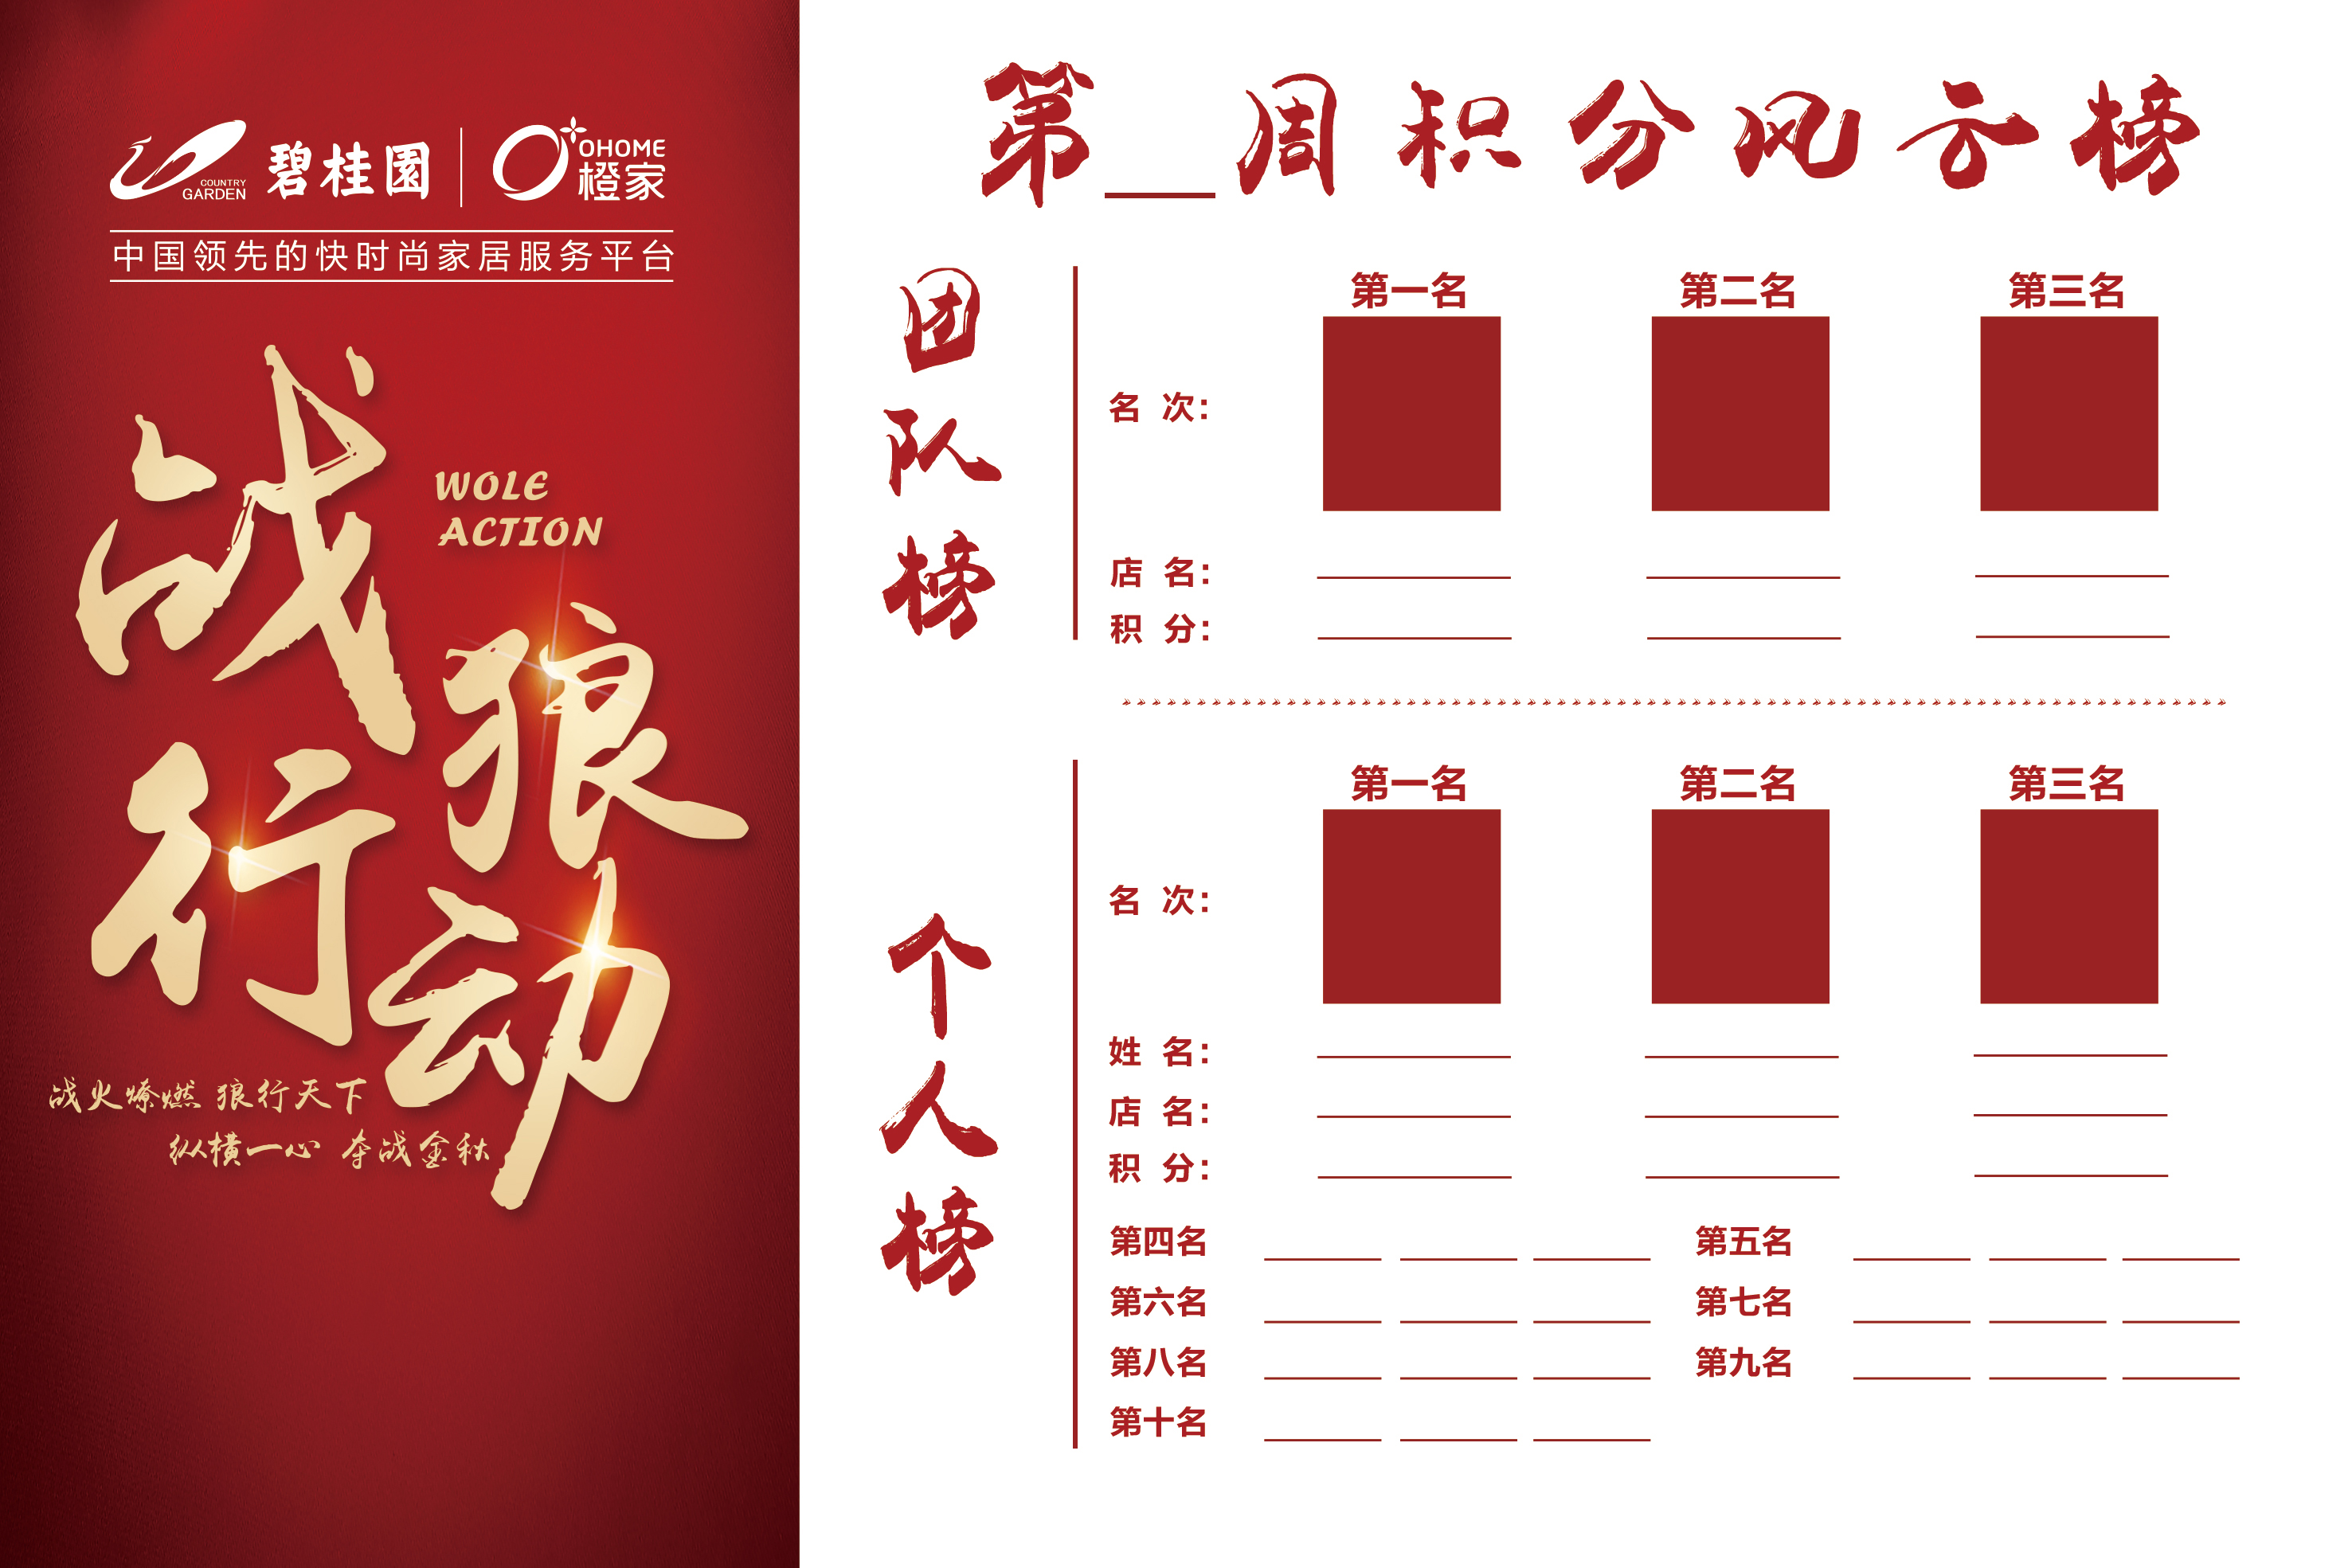 COUNTRY
GARDEN
碧桂園
OHOME
橙家
中国领先的快时尚家居服务平台
战狼
WOLE
ACTION
行动
战火燎燃 狼行天下
纵横一心 夺战金秋
第__周积分风云榜
团队榜
第一名 第二名 第三名
名 次：
店 名：
积 分：
个人榜
第一名 第二名 第三名
名 次：
姓 名：
店 名：
积 分：
第四名 第五名
第六名 第七名
第八名 第九名
第十名